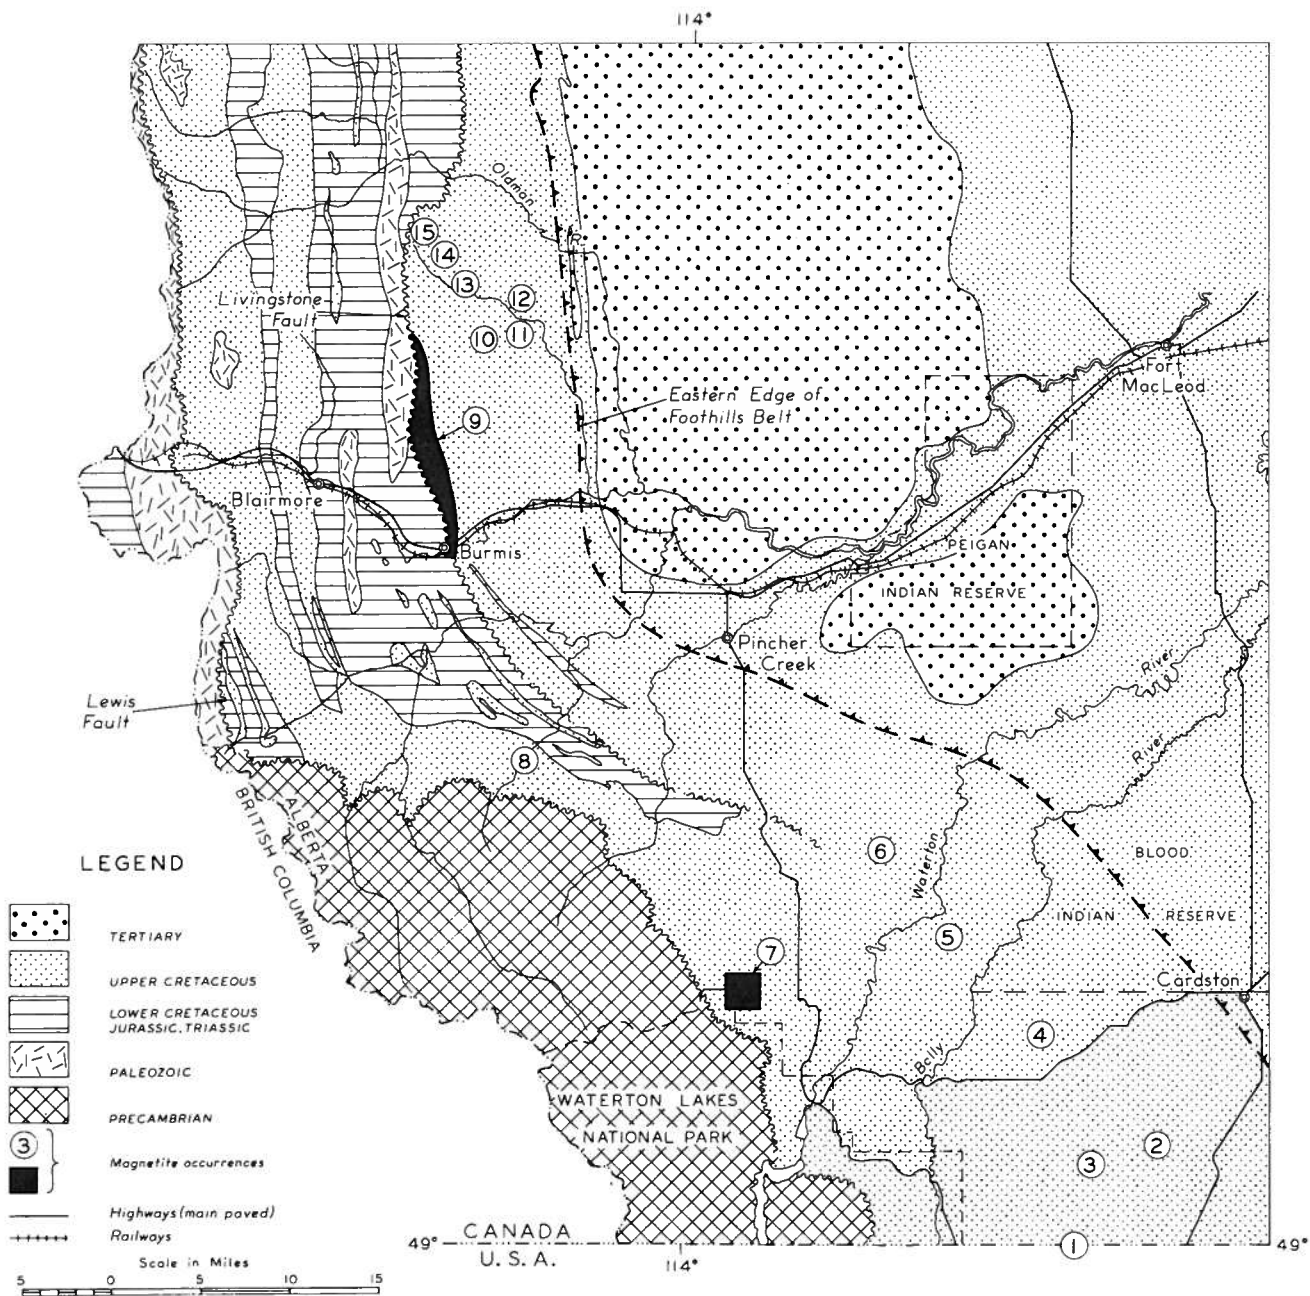 114°
Oldman
15
14
13
12
Livingstone
Fault
10
11
Fort
MacLeod
Eastern Edge of
Foothills Belt
9
Blairmore
Burmis
PEIGAN
INDIAN RESERVE
Pincher
Creek
River
Lewis
Fault
River
8
ALBERTA
BRITISH COLUMBIA
6
Waterton
BLOOD
INDIAN RESERVE
5
7
Cardston
4
Belly
WATERTON LAKES
NATIONAL PARK
2
3
1
CANADA
49°
49°
U.S.A.
114°
LEGEND
TERTIARY
UPPER CRETACEOUS
LOWER CRETACEOUS
JURASSIC, TRIASSIC
PALEOZOIC
PRECAMBRIAN
3
Magnetite occurrences
Highways (main paved)
Railways
Scale in Miles
5 0 5 10 15